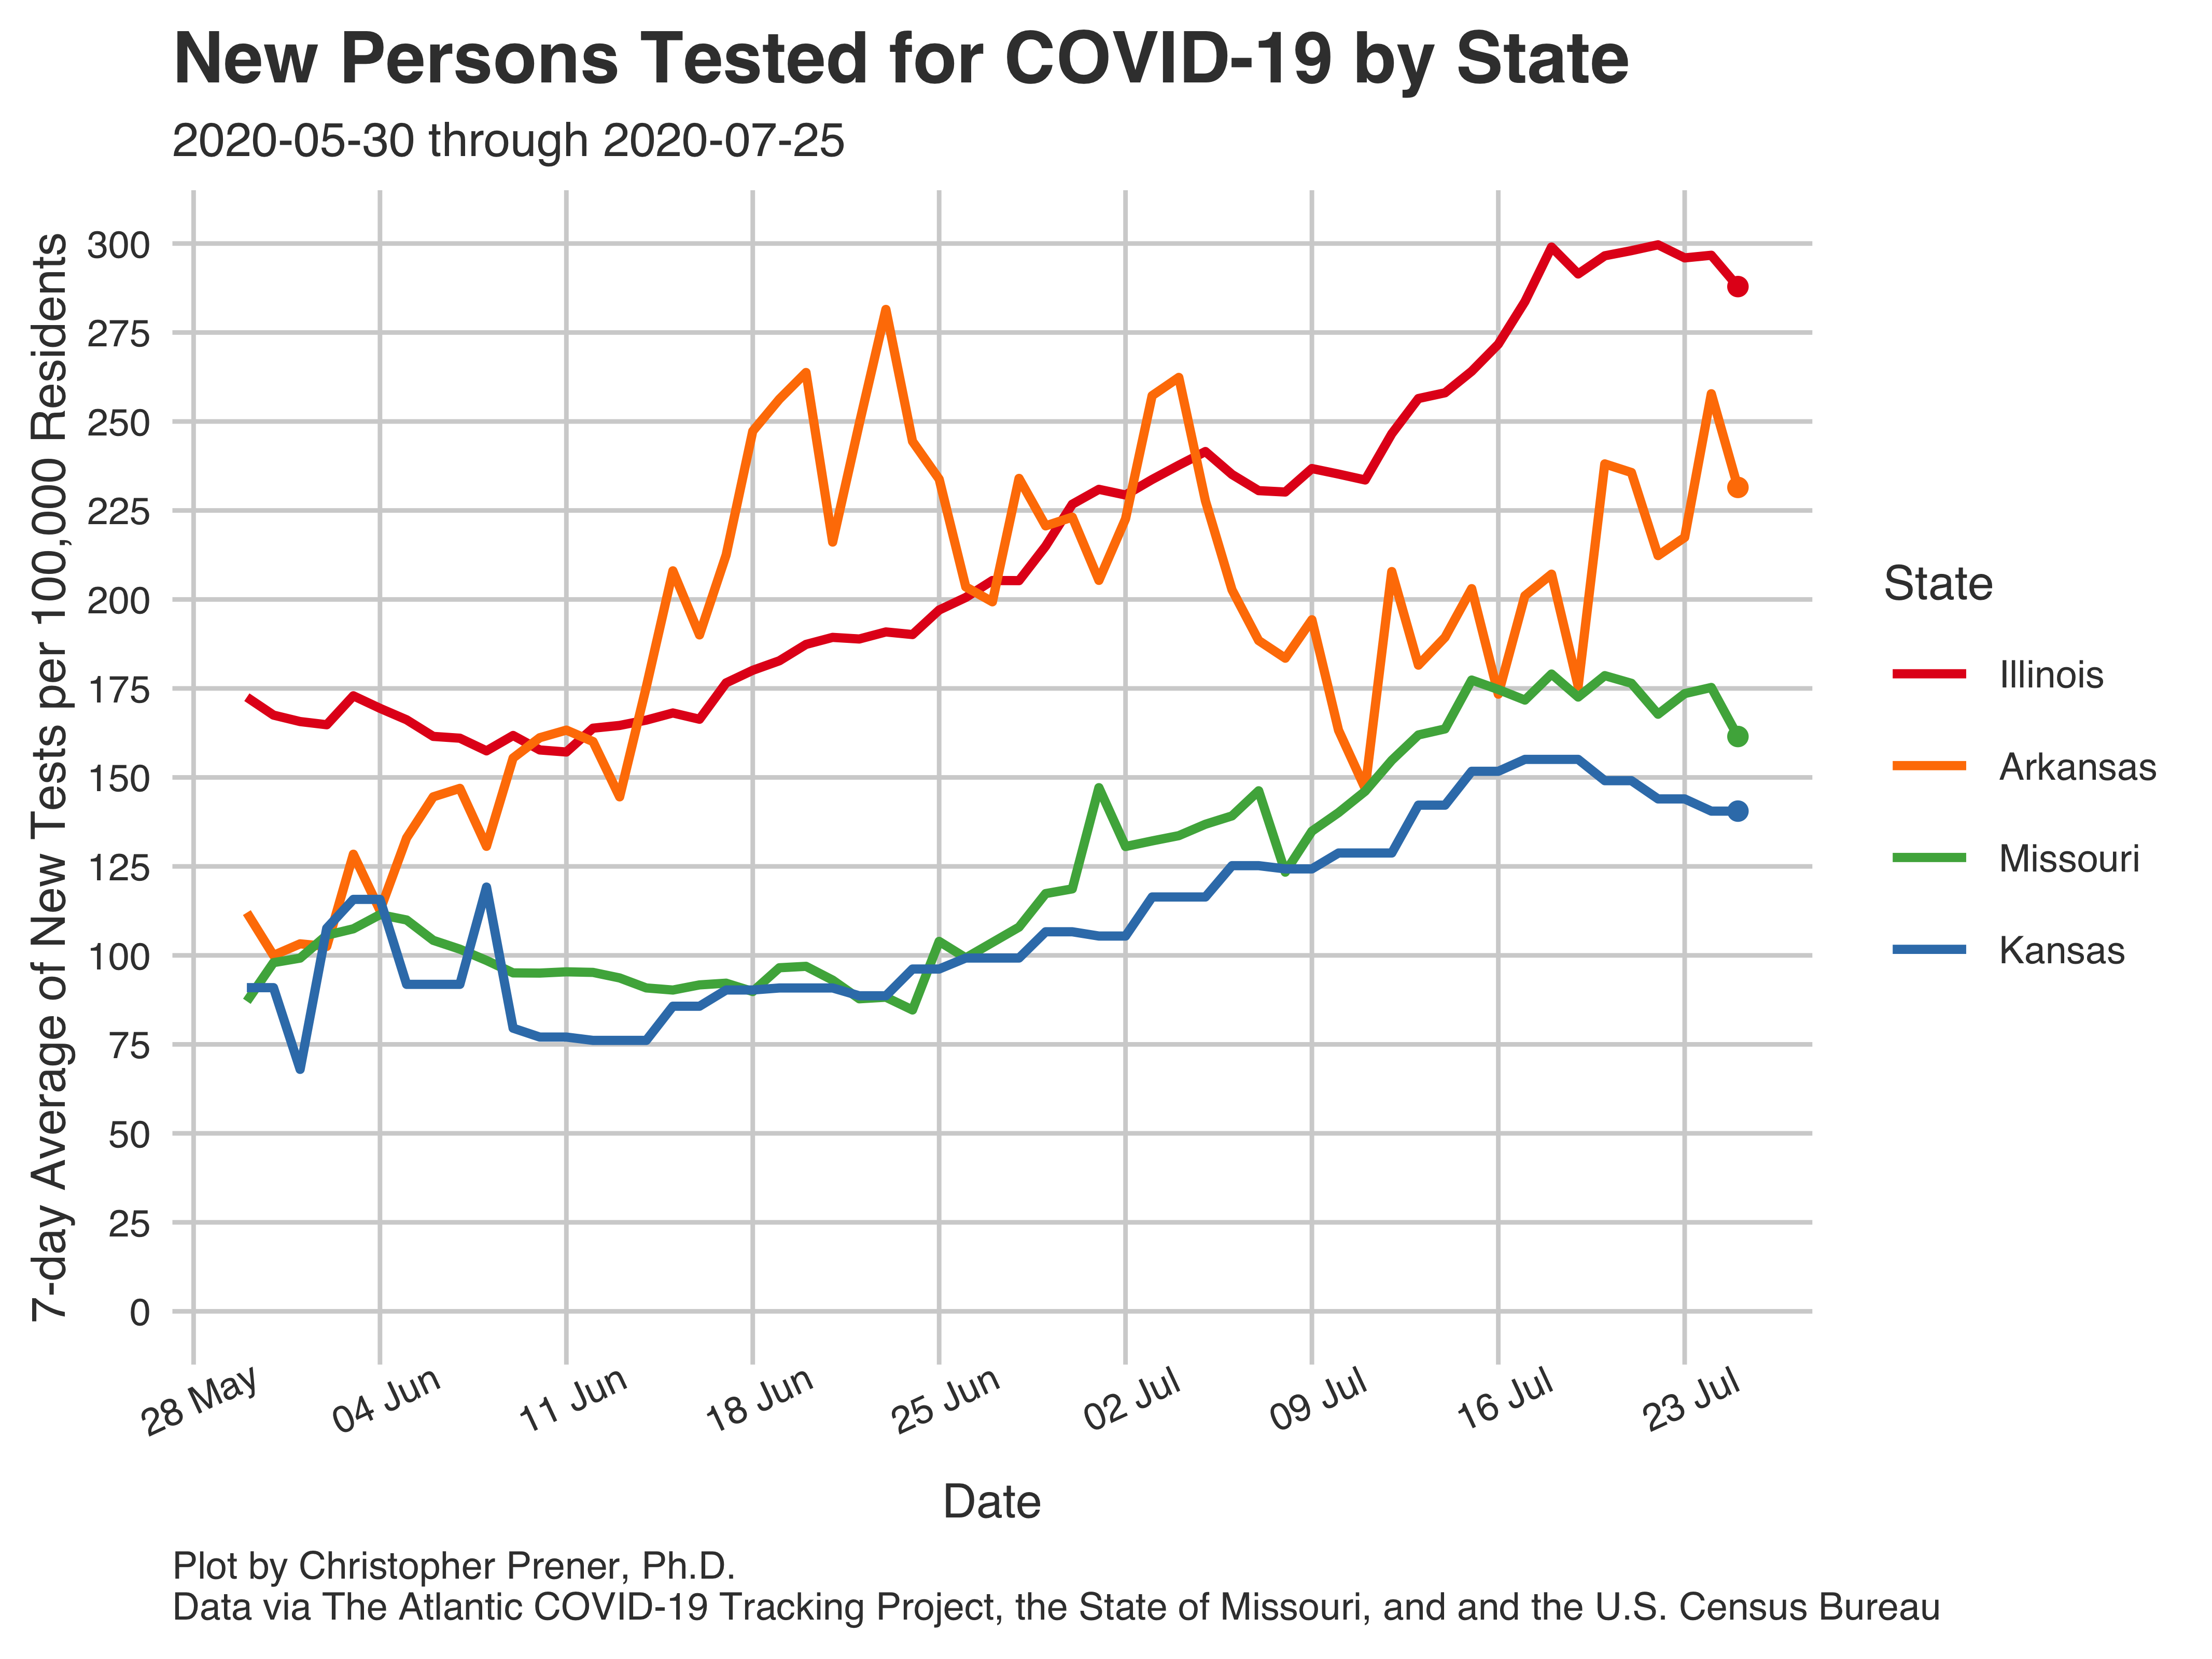 New Persons Tested for COVID-19 by State
2020-05-30 through 2020-07-25
7-day Average of New Tests per 100,000 Residents
300
275
250
225
200
175
150
125
100
75
50
25
0
28 May
04 Jun
11 Jun
18 Jun
25 Jun
02 Jul
09 Jul
16 Jul
23 Jul
Date
State
Illinois
Arkansas
Missouri
Kansas
Plot by Christopher Prener, Ph.D.
Data via The Atlantic COVID-19 Tracking Project, the State of Missouri, and and the U.S. Census Bureau